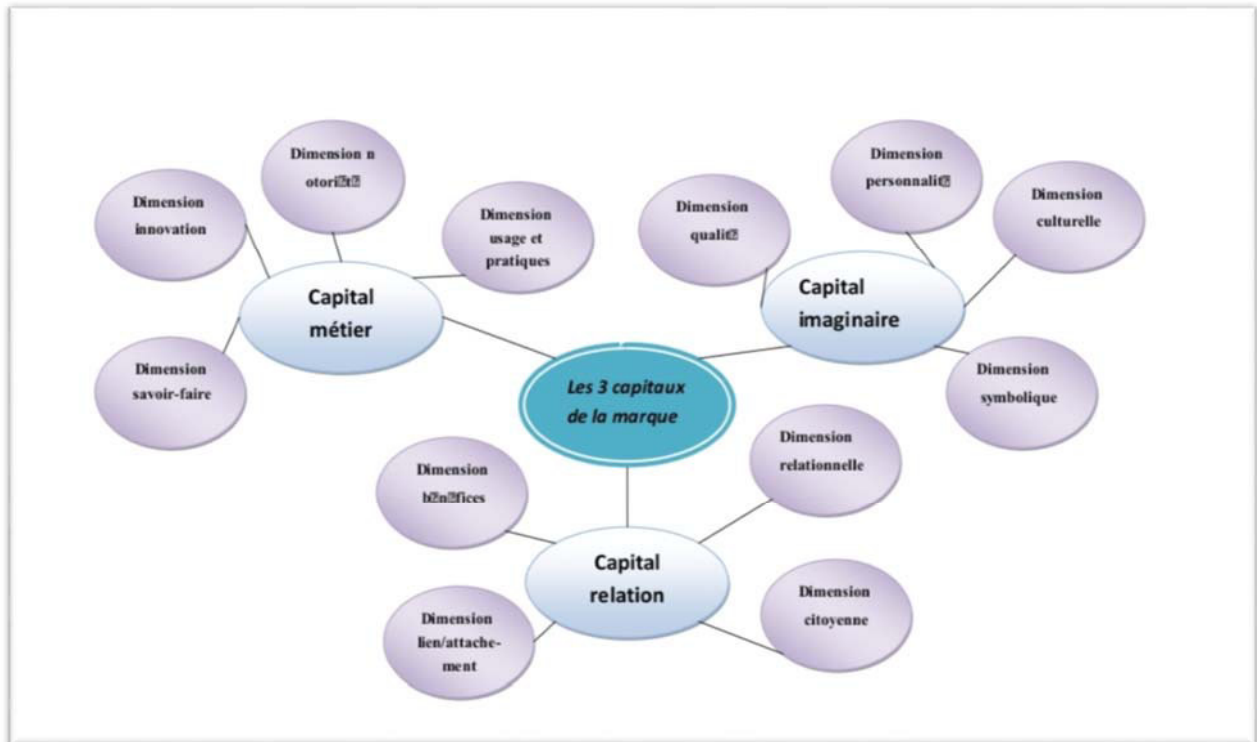 Dimension n
otori�t�
Dimension
innovation
Dimension
usage et
pratiques
Capital
métier
Dimension
savoir-faire
Dimension
personnalit�
Dimension
culturelle
Dimension
qualit�
Capital
imaginaire
Dimension
symbolique
Les 3 capitaux
de la marque
Dimension
relationnelle
Dimension
b�n�fices
Capital
relation
Dimension
citoyenne
Dimension
lien/attache-
ment